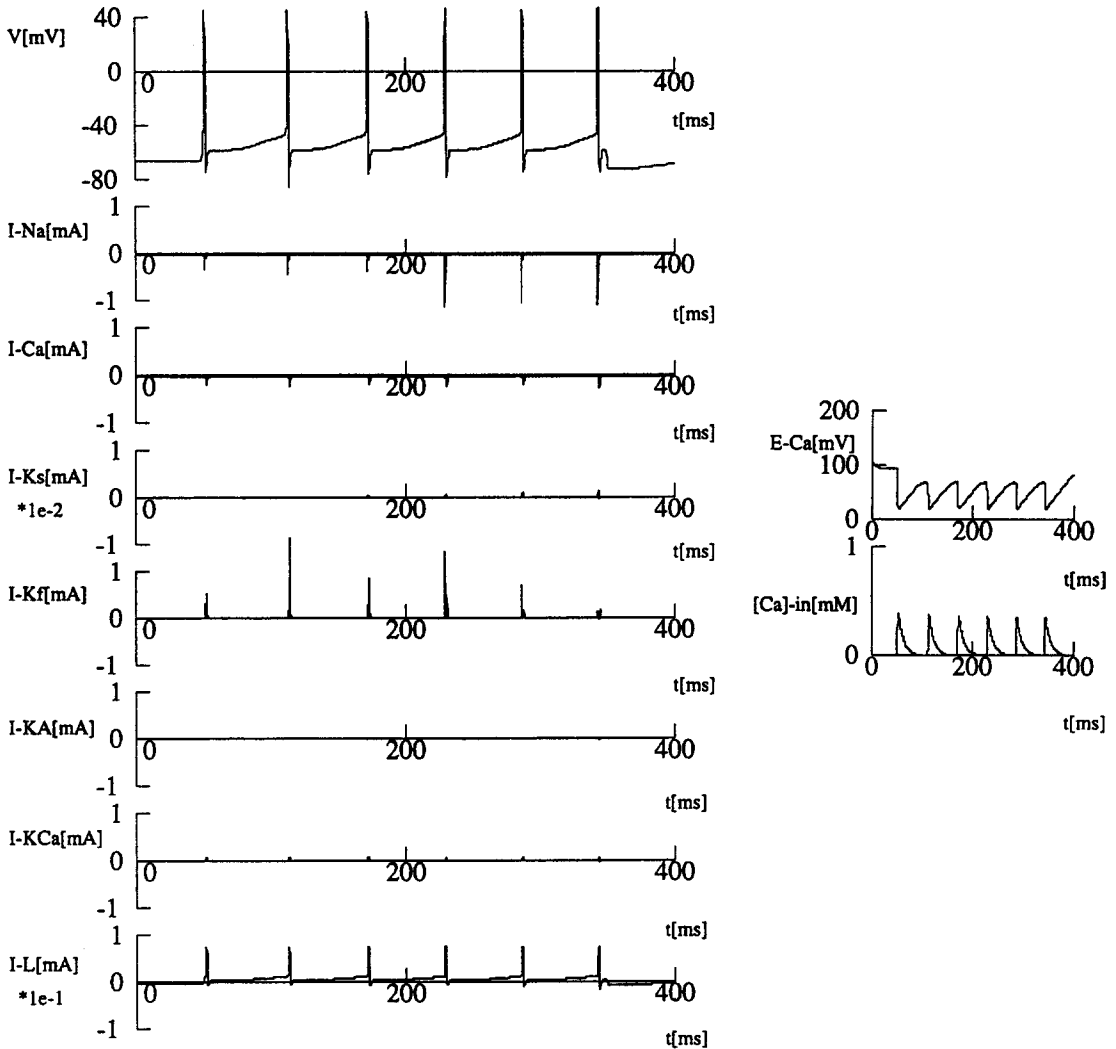 V[mV]
40
0
-40
-80
0
200
400
t[ms]
I-Na[mA]
1
0
-1
0
200
400
t[ms]
I-Ca[mA]
1
0
-1
0
200
400
t[ms]
I-Ks[mA]
*1e-2
1
0
-1
0
200
400
t[ms]
I-Kf[mA]
1
0
-1
0
200
400
t[ms]
I-KA[mA]
1
0
-1
0
200
400
t[ms]
I-KCa[mA]
1
0
-1
0
200
400
t[ms]
I-L[mA]
*1e-1
1
0
-1
0
200
400
t[ms]
E-Ca[mV]
200
100
0
0
200
400
t[ms]
[Ca]-in[mM]
1
0
0
200
400
t[ms]